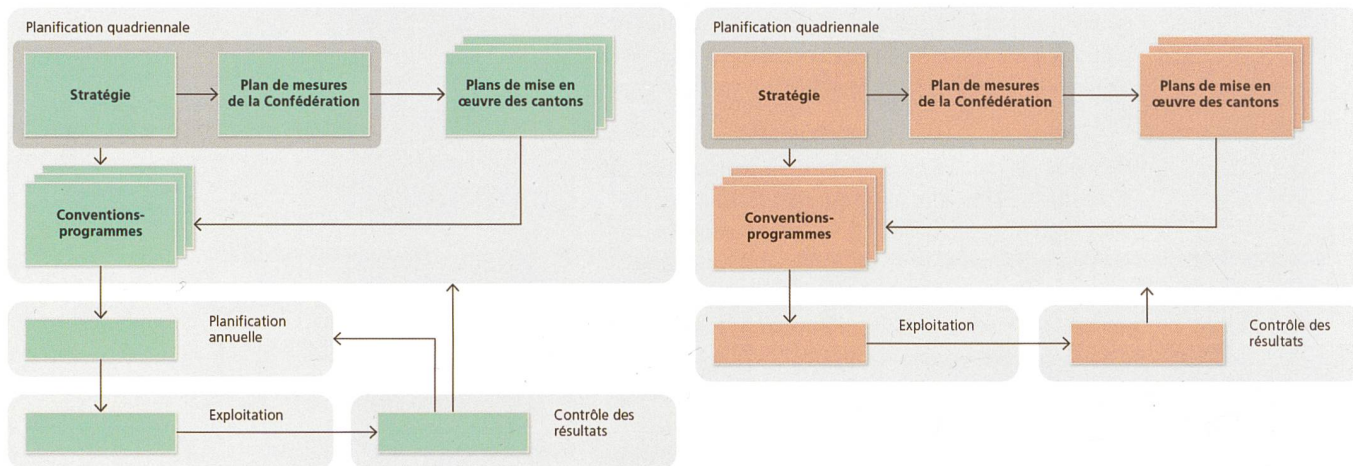 Planification quadriennale
Stratégie
Plan de mesures
de la Confédération
Plans de mise en
œuvre des cantons
Conventions-
programmes
Planification
annuelle
Exploitation
Contrôle des
résultats
Planification quadriennale
Stratégie
Plan de mesures
de la Confédération
Plans de mise en
œuvre des cantons
Conventions-
programmes
Exploitation
Contrôle des
résultats